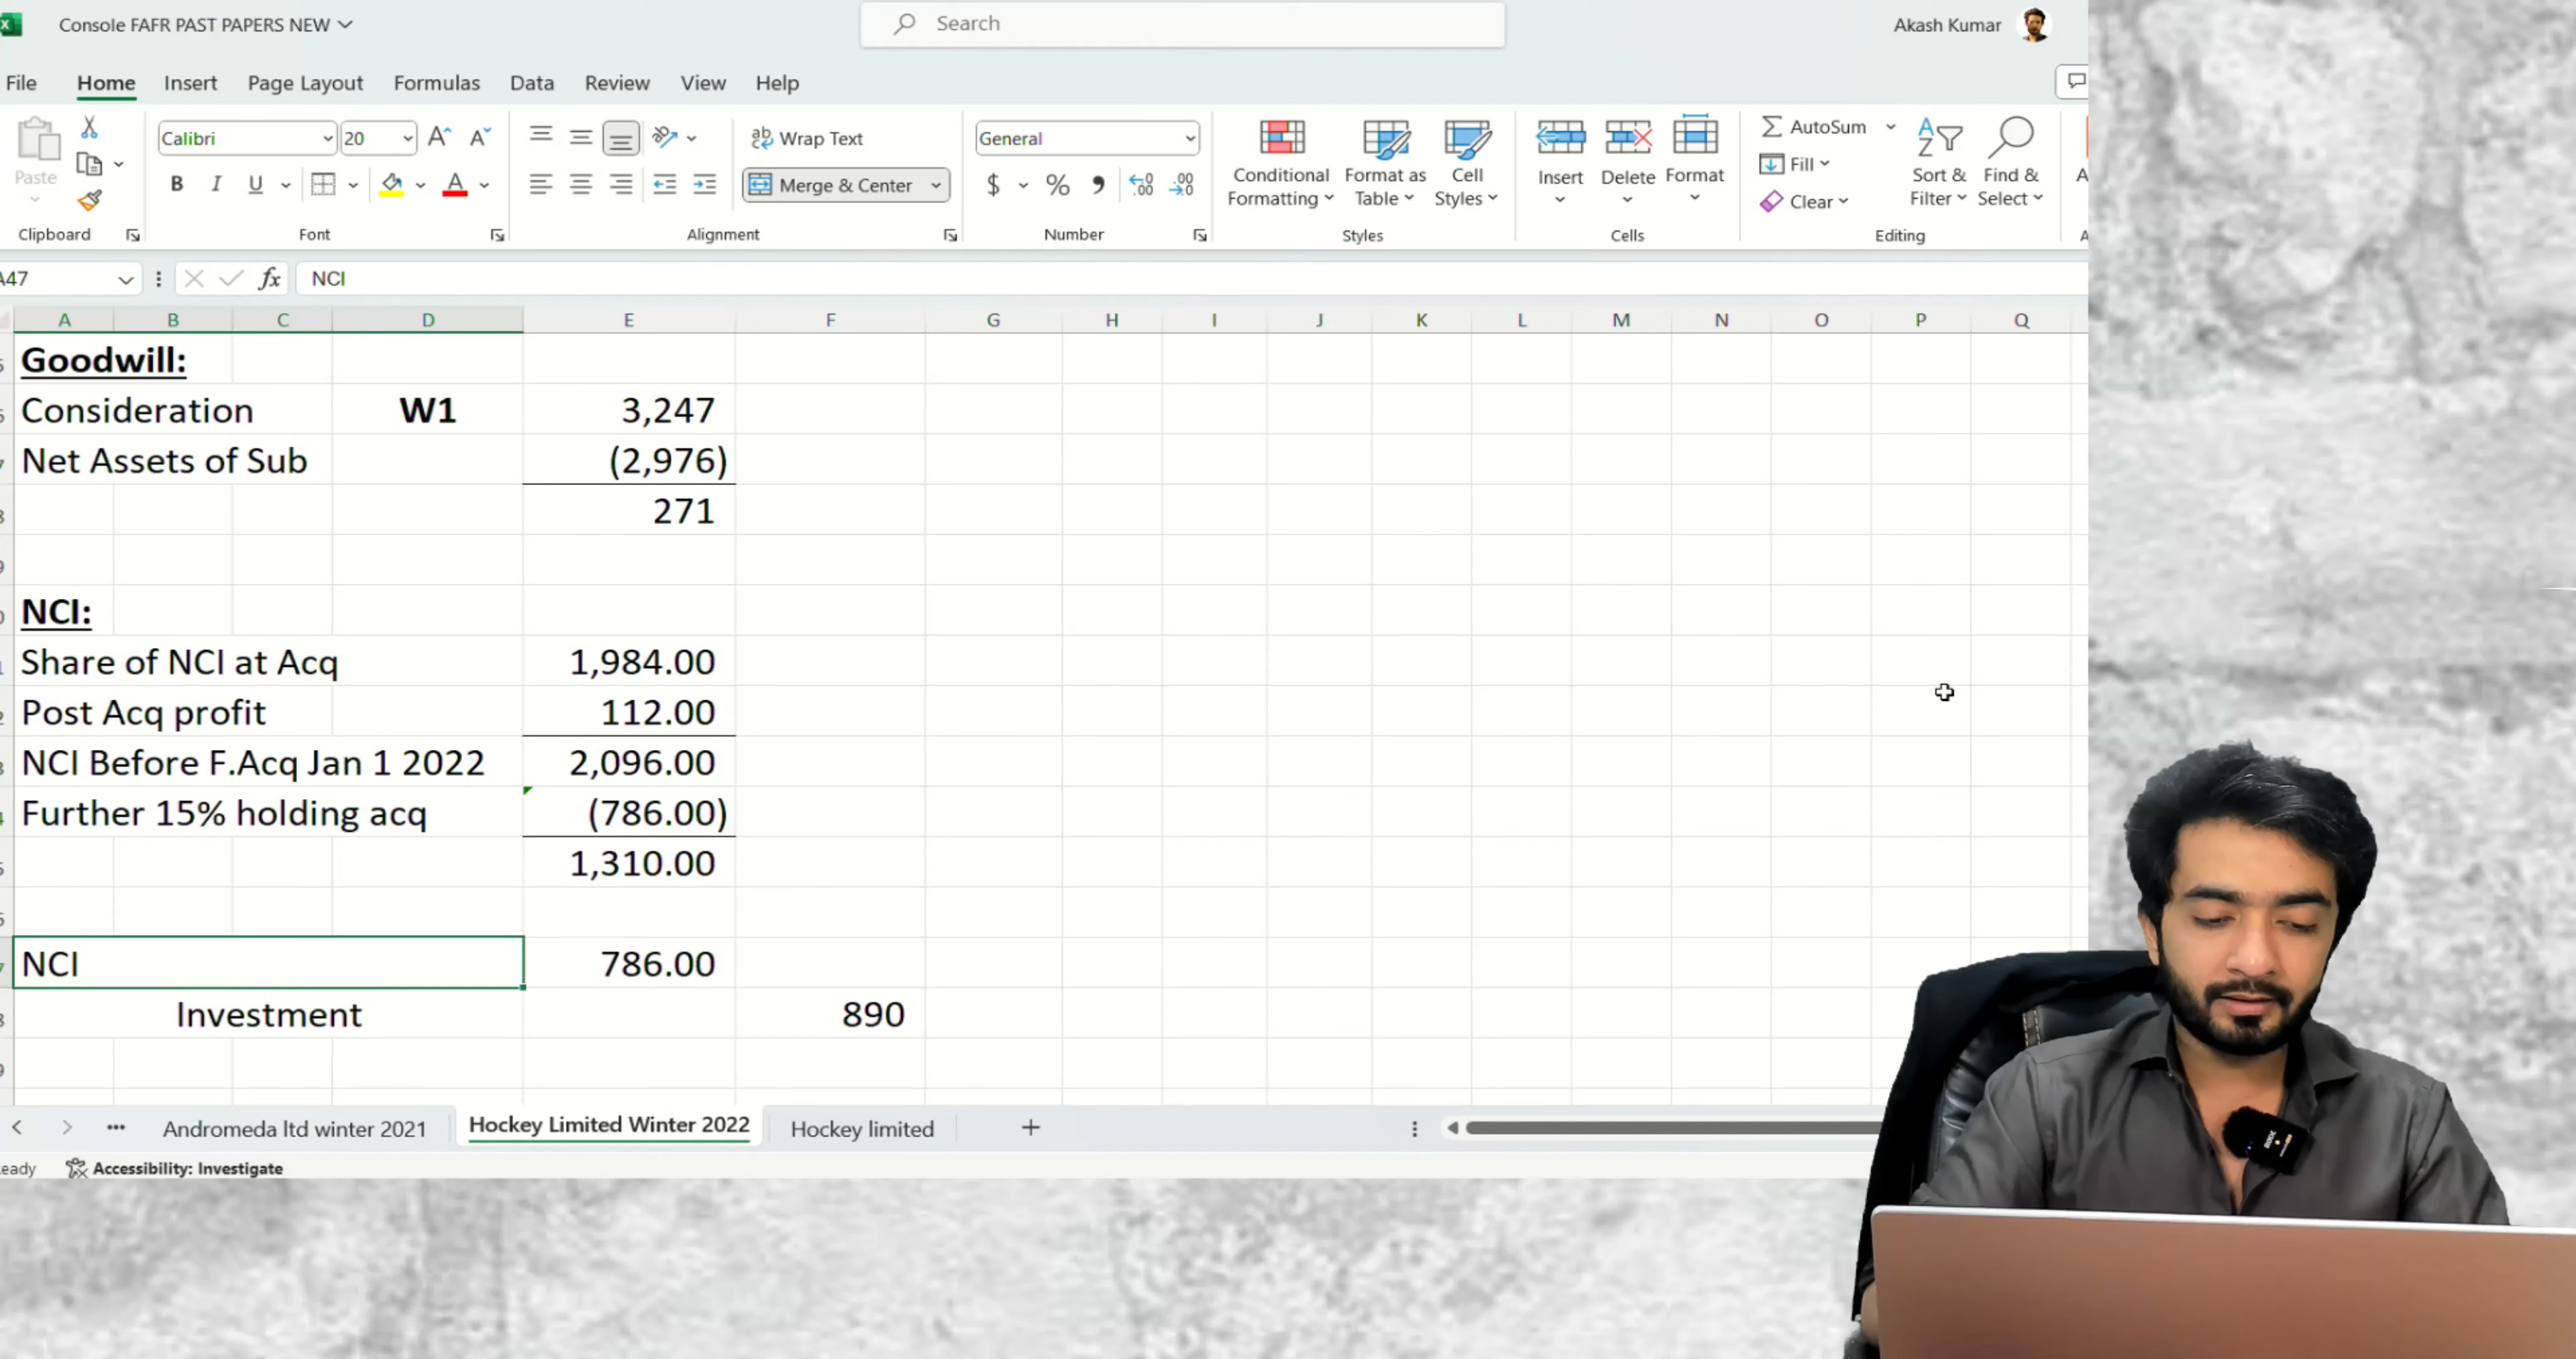 Console FAFR PAST PAPERS NEW
Search
Akash Kumar
File Home Insert Page Layout Formulas Data Review View Help
Paste
Clipboard
Calibri 20
B I U
Font
Wrap Text
Merge & Center
Alignment
General
$ %
Number
Conditional Formatting
Format as Table
Cell Styles
Styles
Insert Delete Format
Cells
AutoSum
Fill
Clear
Sort & Filter
Find & Select
Editing
A47 fx NCI
A B C D E F G H I J K L M N O P Q
Goodwill:
Consideration W1 3,247
Net Assets of Sub (2,976)
271
NCI:
Share of NCI at Acq 1,984.00
Post Acq profit 112.00
NCI Before F.Acq Jan 1 2022 2,096.00
Further 15% holding acq (786.00)
1,310.00
NCI 786.00
Investment 890
Andromeda ltd winter 2021 Hockey Limited Winter 2022 Hockey limited
eady Accessibility: Investigate